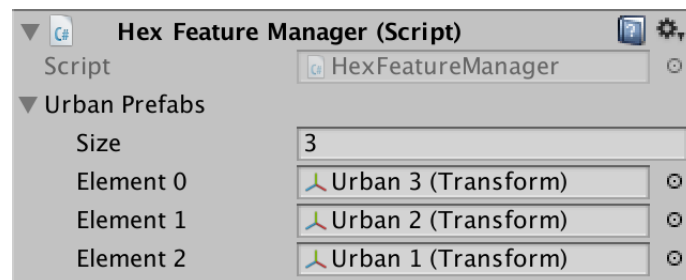 Hex Feature Manager (Script)
Script HexFeatureManager
Urban Prefabs
Size 3
Element 0 Urban 3 (Transform)
Element 1 Urban 2 (Transform)
Element 2 Urban 1 (Transform)